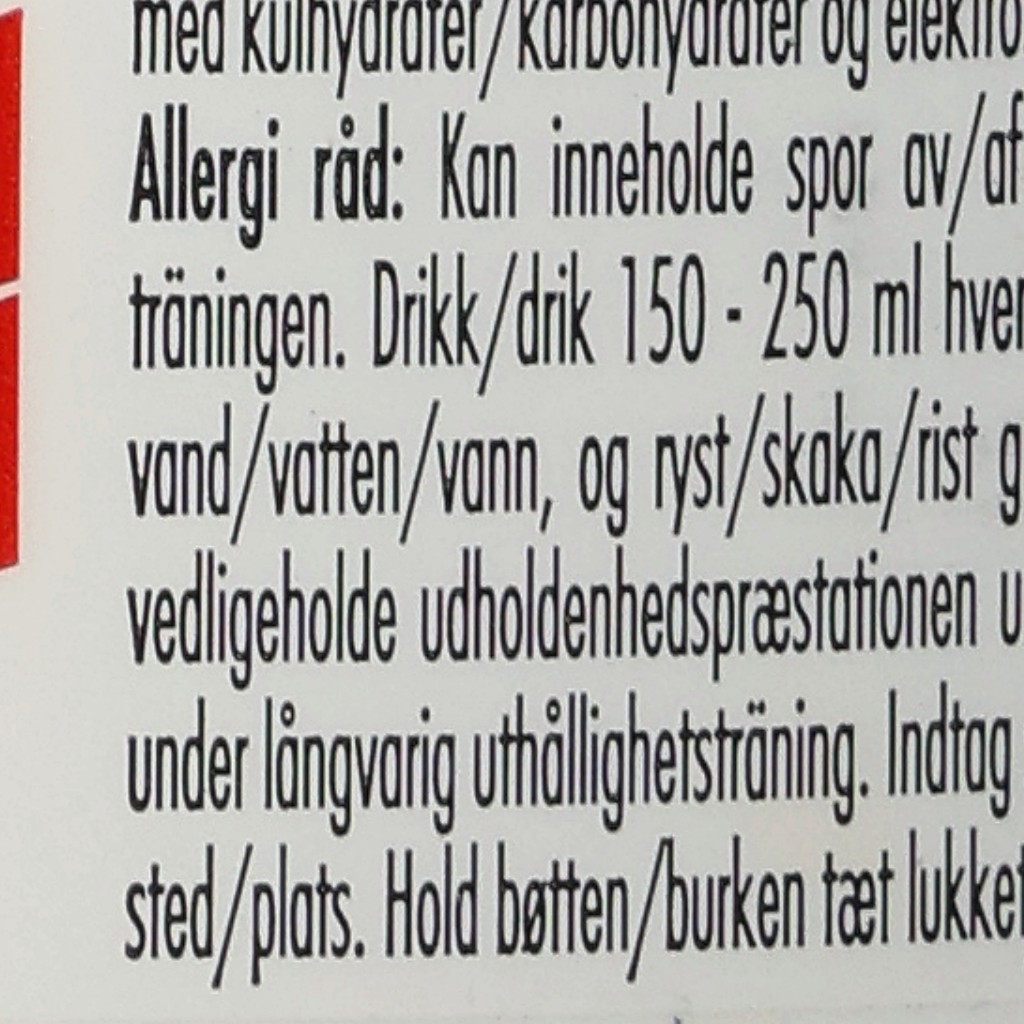 med kulhydrater/karbohydrater og elektro
Allergi råd: Kan inneholde spor av/af
träningen. Drikk/drik 150 - 250 ml hver
vand/vatten/vann, og ryst/skaka/rist g
vedligeholde udholdenhedspræstationen u
under långvarig uthållighetsträning. Indtag
sted/plats. Hold bøtten/burken tæt lukket